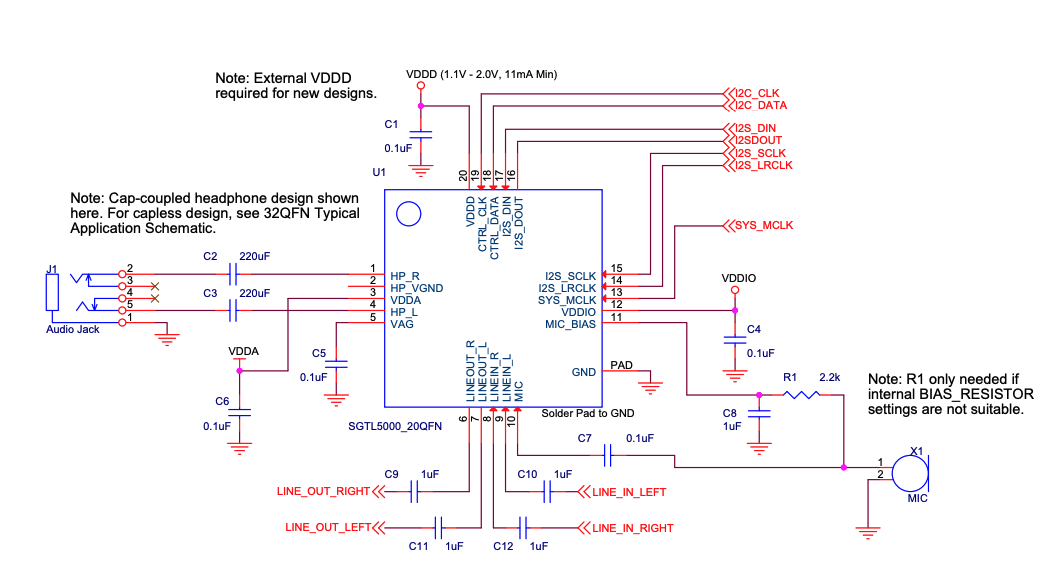 Note: External VDDD
required for new designs.
VDDD (1.1V - 2.0V, 11mA Min)
I2C_CLK
I2C_DATA
C1
0.1uF
I2S_DIN
I2SDOUT
I2S_SCLK
I2S_LRCLK
U1
20
19
18
17
16
VDDD
CTRL_CLK
CTRL_DATA
I2S_DIN
I2S_DOUT
Note: Cap-coupled headphone design shown
here. For capless design, see 32QFN Typical
Application Schematic.
SYS_MCLK
J1
2
3
4
5
1
Audio Jack
C2
220uF
C3
220uF
1
2
3
4
5
HP_R
HP_VGND
VDDA
HP_L
VAG
I2S_SCLK
I2S_LRCLK
SYS_MCLK
VDDIO
MIC_BIAS
15
14
13
12
11
VDDIO
C4
0.1uF
VDDA
C5
0.1uF
C6
0.1uF
LINEOUT_R
LINEOUT_L
LINEIN_R
LINEIN_L
MIC
GND
PAD
Solder Pad to GND
SGTL5000_20QFN
6
7
8
9
10
R1
2.2k
C8
1uF
Note: R1 only needed if
internal BIAS_RESISTOR
settings are not suitable.
C7
0.1uF
X1
1
2
MIC
C9
1uF
LINE_OUT_RIGHT
C10
1uF
LINE_IN_LEFT
LINE_OUT_LEFT
C11
1uF
C12
1uF
LINE_IN_RIGHT